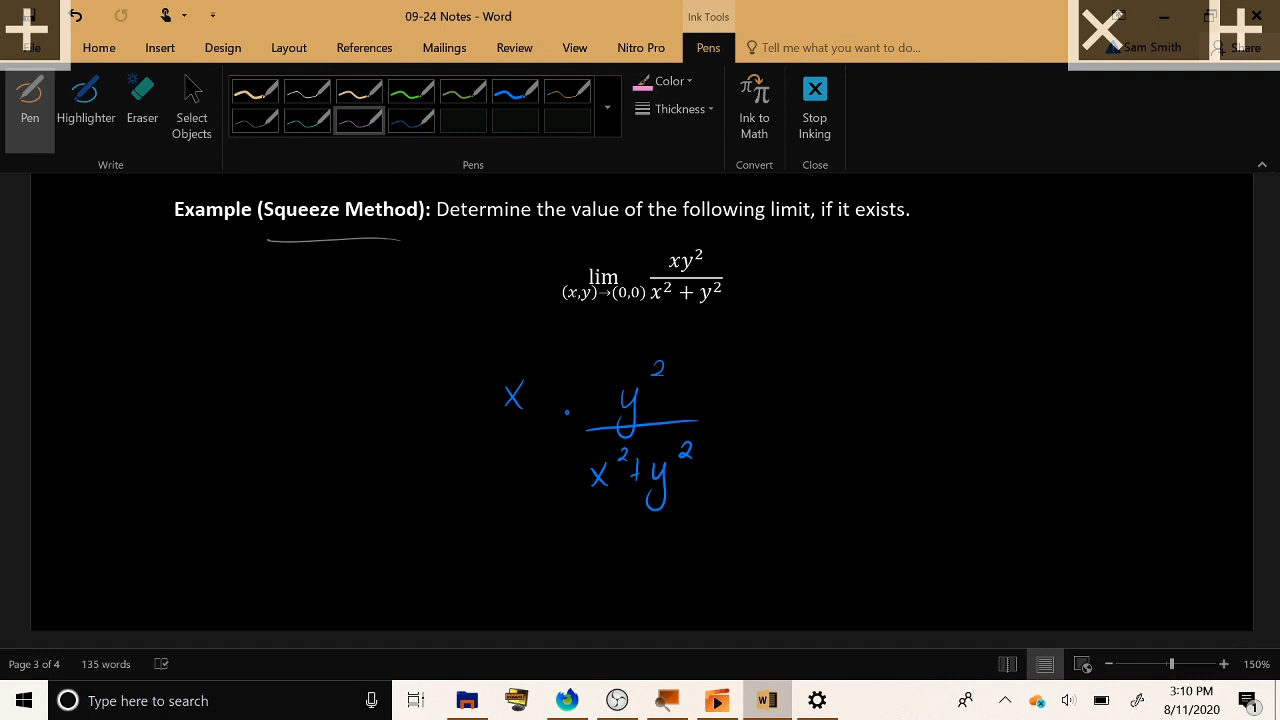 09-24 Notes - Word
Ink Tools
File Home Insert Design Layout References Mailings Review View Nitro Pro Pens Tell me what you want to do... Sam Smith Share
Pen Highlighter Eraser Select Objects
Color
Thickness
Ink to Math
Stop Inking
Write Pens Convert Close
Example (Squeeze Method): Determine the value of the following limit, if it exists.
lim (x,y)→(0,0) xy² / x² + y²
x · y² / x² + y²
Page 3 of 4 135 words 150%
Type here to search
3:10 PM
8/11/2020
1